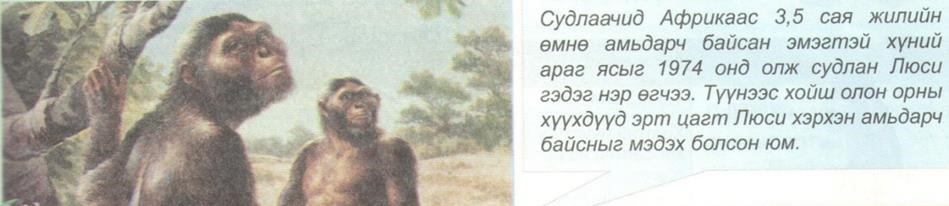 Судлаачид Африкаас 3,5 сая жилийн
өмнө амьдарч байсан эмэгтэй хүний
араг ясыг 1974 онд олж судлан Люси
гэдэг нэр өгчээ. Түүнээс хойш олон орны
хүүхдүүд эрт цагт Люси хэрхэн амьдарч
байсныг мэдэх болсон юм.